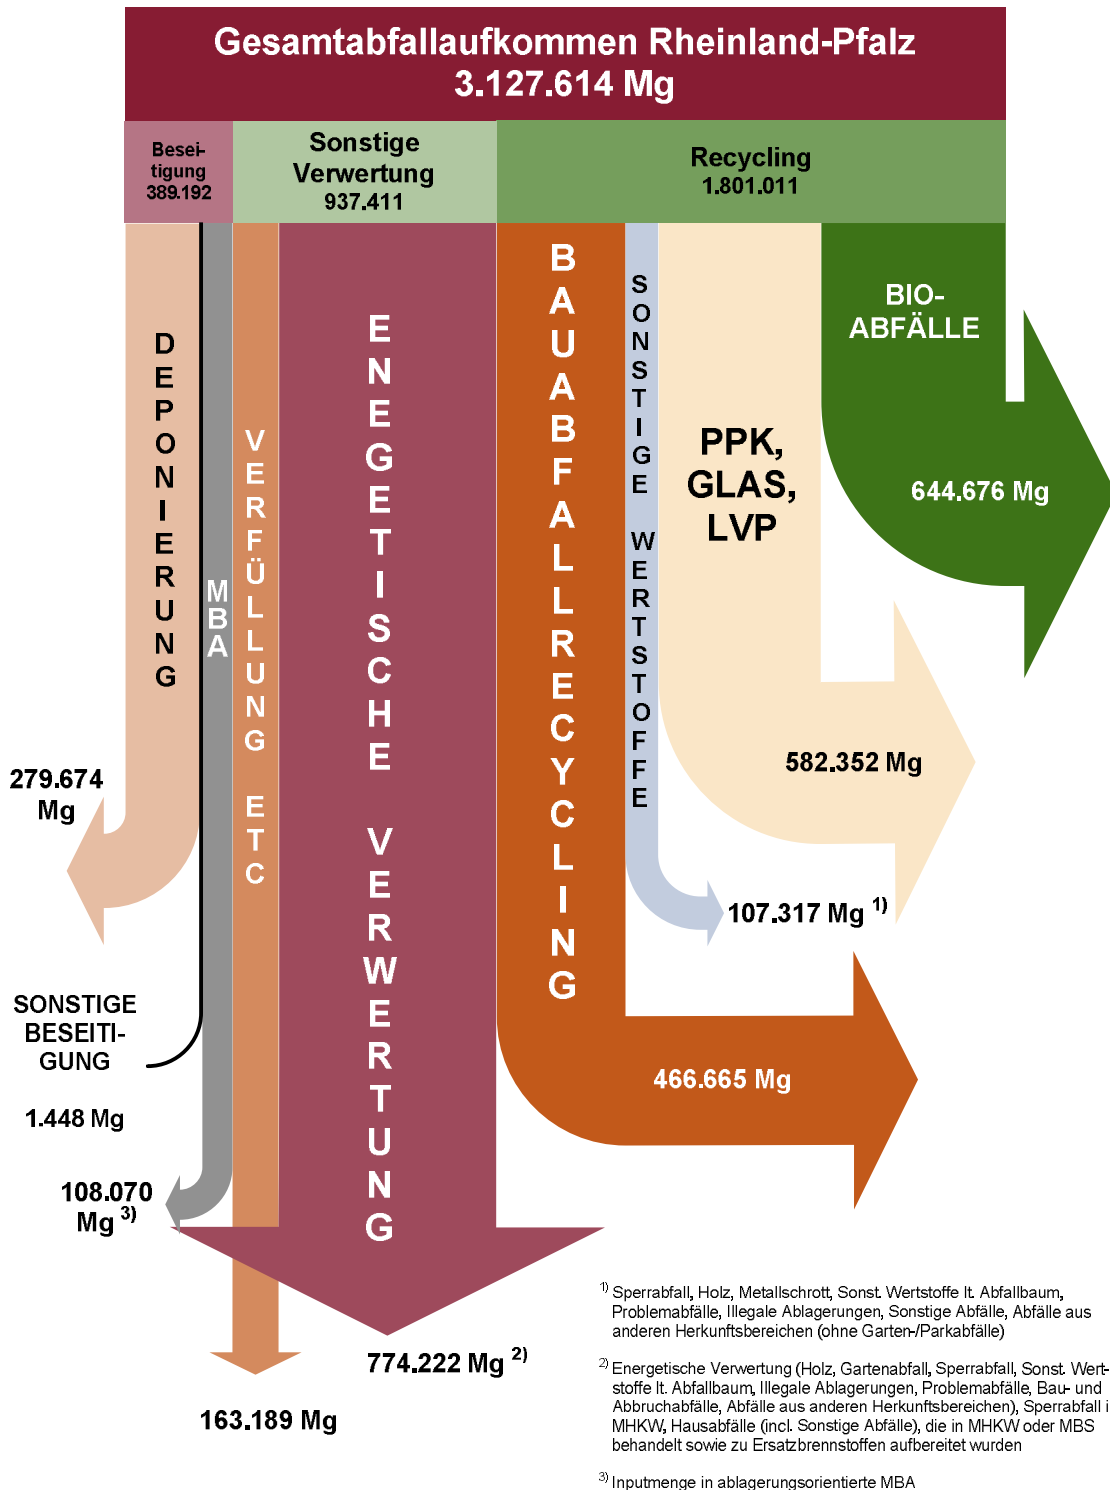 Gesamtabfallaufkommen Rheinland-Pfalz
3.127.614 Mg
Besei-
tigung
389.192
Sonstige
Verwertung
937.411
Recycling
1.801.011
DEPONIERUNG
MBA
VERFÜLLUNG ETC
ENEGETISCHE VERWERTUNG
BAUABFALLRECYCLING
SONSTIGE WERTSTOFFE
PPK,
GLAS,
LVP
BIO-
ABFÄLLE
644.676 Mg
582.352 Mg
279.674
Mg
107.317 Mg 1)
SONSTIGE
BESEITI-
GUNG
1.448 Mg
466.665 Mg
108.070
Mg 3)
774.222 Mg 2)
163.189 Mg
1) Sperrabfall, Holz, Metallschrott, Sonst. Wertstoffe lt. Abfallbaum,
Problemabfälle, Illegale Ablagerungen, Sonstige Abfälle, Abfälle aus
anderen Herkunftsbereichen (ohne Garten-/Parkabfälle)
2) Energetische Verwertung (Holz, Gartenabfall, Sperrabfall, Sonst. Wert-
stoffe lt. Abfallbaum, Illegale Ablagerungen, Problemabfälle, Bau- und
Abbruchabfälle, Abfälle aus anderen Herkunftsbereichen), Sperrabfall i
MHKW, Hausabfälle (incl. Sonstige Abfälle), die in MHKW oder MBS
behandelt sowie zu Ersatzbrennstoffen aufbereitet wurden
3) Inputmenge in ablagerungsorientierte MBA